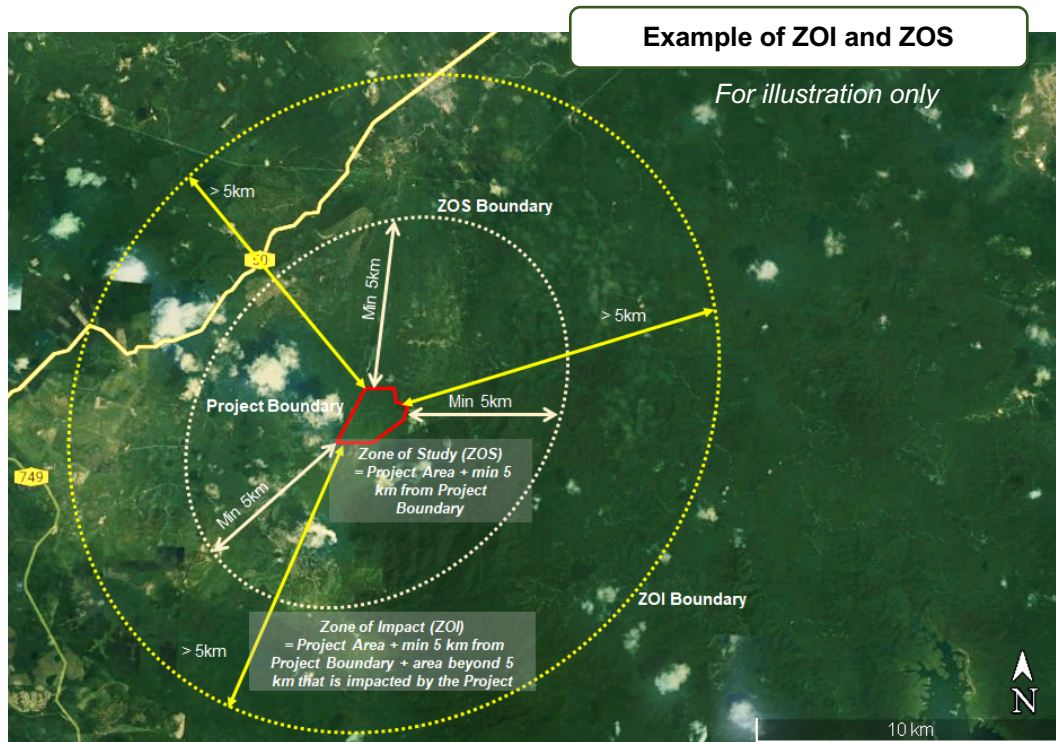 Example of ZOI and ZOS
For illustration only
> 5km
ZOS Boundary
50
Min 5km
> 5km
Project Boundary
Min 5km
749
Min 5km
Zone of Study (ZOS)
= Project Area + min 5
km from Project
Boundary
ZOI Boundary
Zone of Impact (ZOI)
= Project Area + min 5 km from
Project Boundary + area beyond 5
km that is impacted by the Project
> 5km
N
10 km